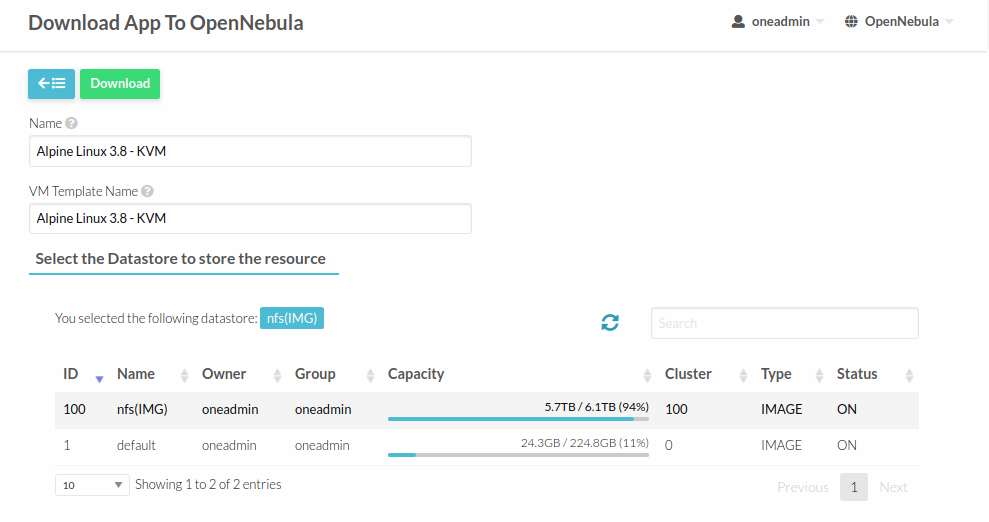 Download App To OpenNebula
oneadmin
OpenNebula
Download
Name
Alpine Linux 3.8 - KVM
VM Template Name
Alpine Linux 3.8 - KVM
Select the Datastore to store the resource
You selected the following datastore: nfs(IMG)
Search
ID Name Owner Group Capacity Cluster Type Status
100 nfs(IMG) oneadmin oneadmin 5.7TB / 6.1TB (94%) 100 IMAGE ON
1 default oneadmin oneadmin 24.3GB / 224.8GB (11%) 0 IMAGE ON
10 Showing 1 to 2 of 2 entries
Previous 1 Next